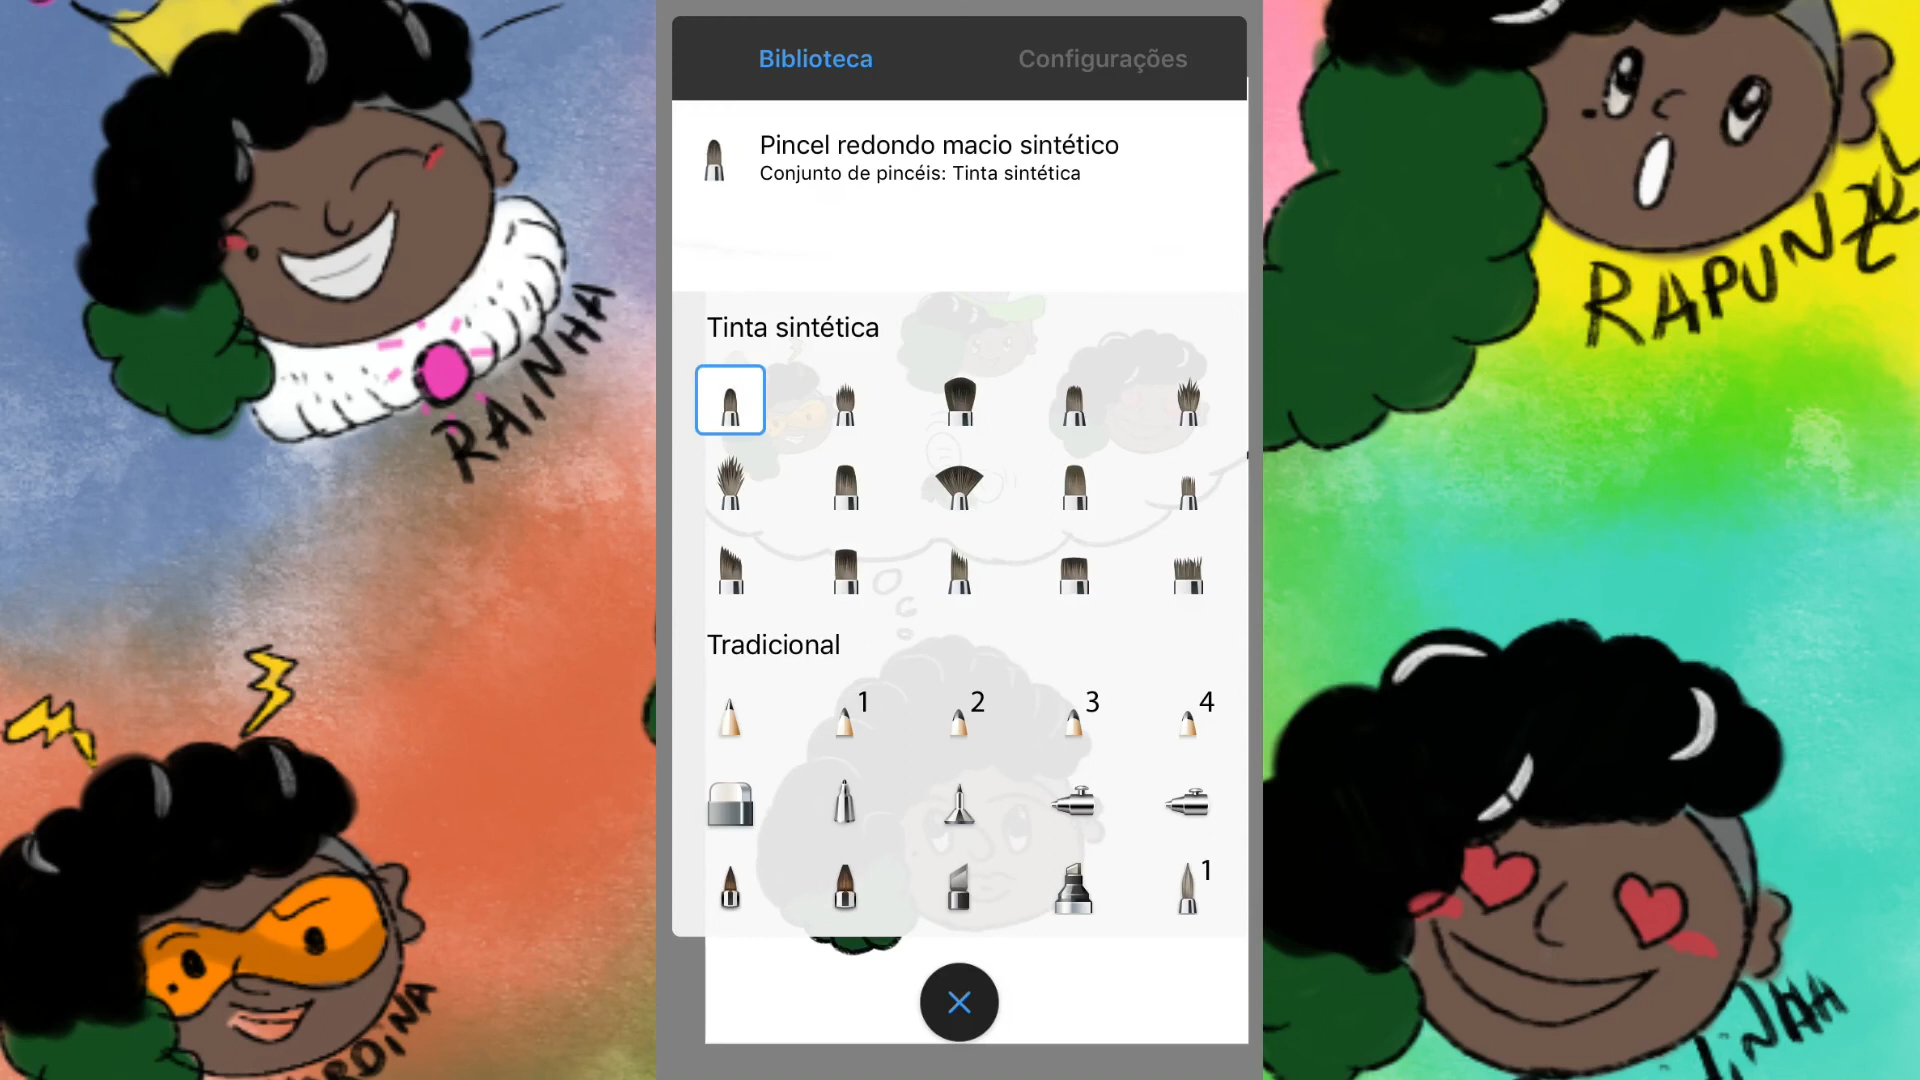 Biblioteca Configurações
Pincel redondo macio sintético
Conjunto de pincéis: Tinta sintética
Tinta sintética
Tradicional
1 2 3 4
1
RAINHA
RAPUNZEL